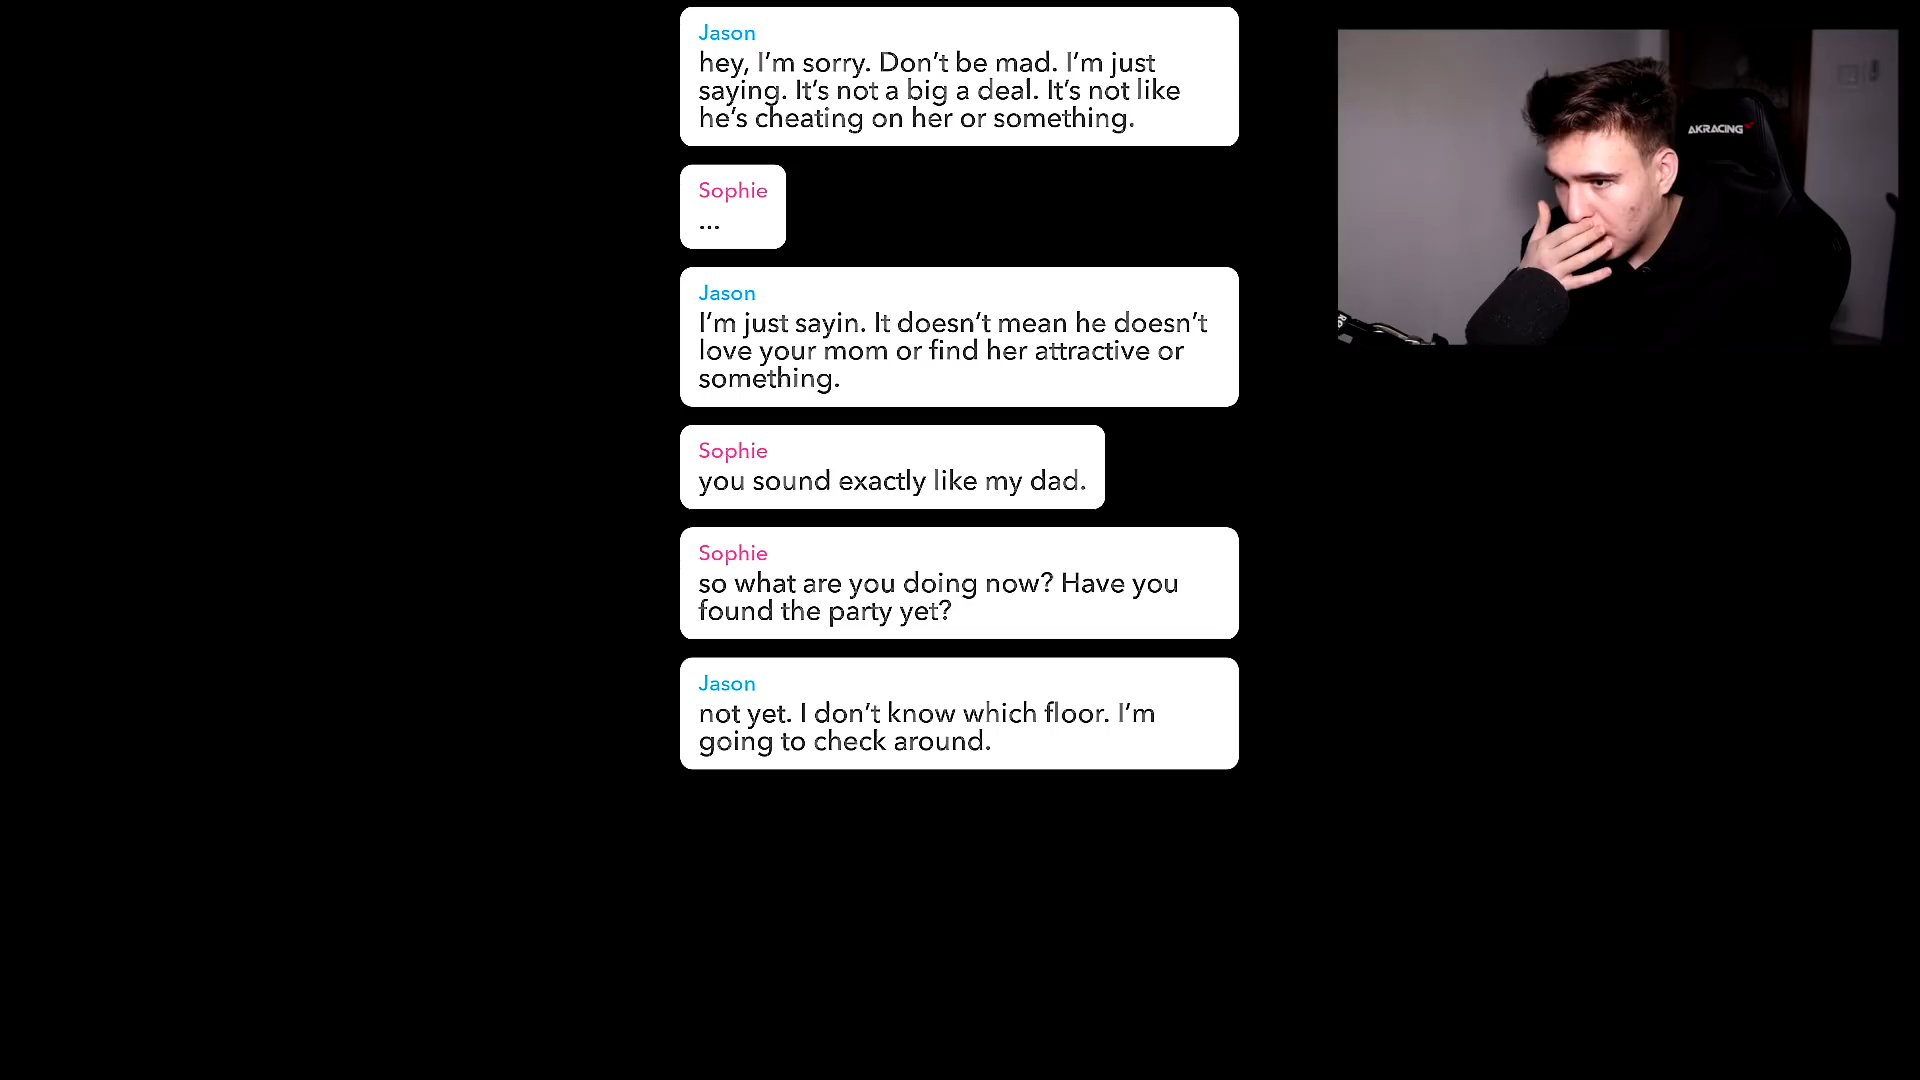 Jason
hey, I’m sorry. Don’t be mad. I’m just
saying. It’s not a big a deal. It’s not like
he’s cheating on her or something.
Sophie
...
Jason
I’m just sayin. It doesn’t mean he doesn’t
love your mom or find her attractive or
something.
Sophie
you sound exactly like my dad.
Sophie
so what are you doing now? Have you
found the party yet?
Jason
not yet. I don’t know which floor. I’m
going to check around.
AKRACING